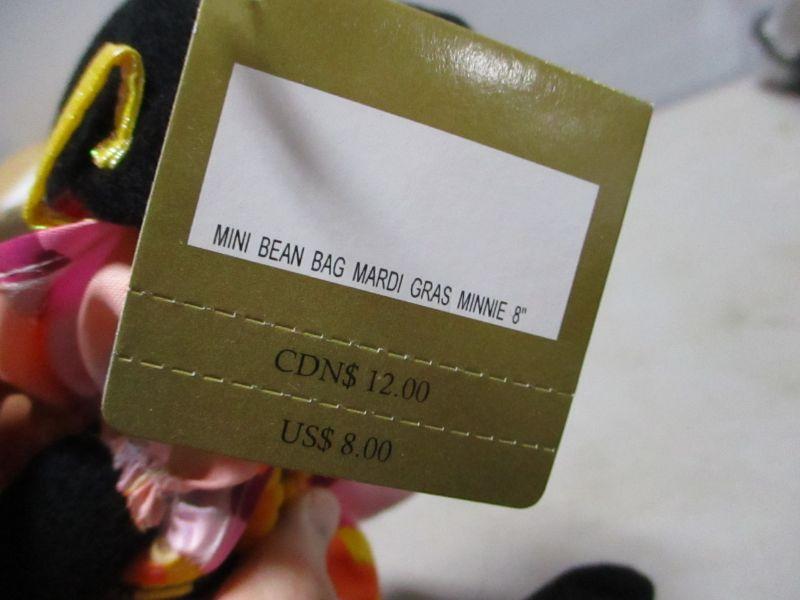 MINI BEAN BAG MARDI GRAS MINNIE 8"
CDN$ 12.00
US$ 8.00